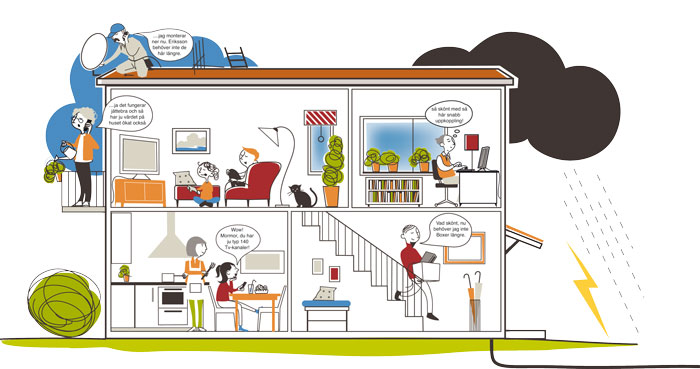 ....jag monterar
ner nu. Eriksson
behöver inte de
här längre.
...ja det fungerar
jättebra och så
har ju värdet på
huset ökat också
så skönt med så
här snabb
uppkoppling!
Wow!
Mormor, du har
ju typ 140
Tv-kanaler!!
Vad skönt, nu
behöver jag inte
Boxer längre.